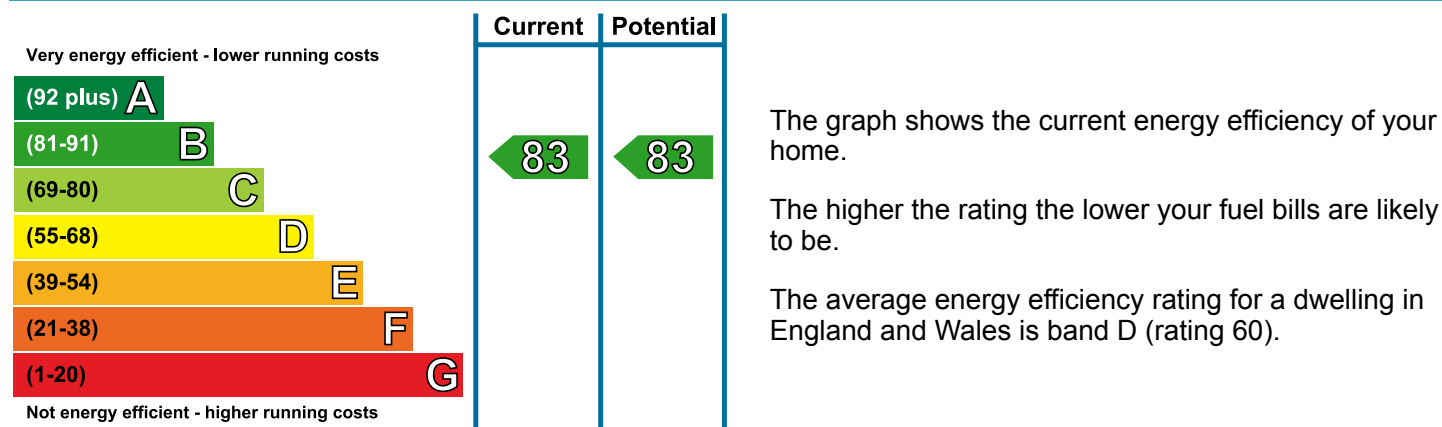 Current Potential
Very energy efficient - lower running costs
(92 plus) A
(81-91) B
83 83
(69-80) C
(55-68) D
(39-54) E
(21-38) F
(1-20) G
Not energy efficient - higher running costs
The graph shows the current energy efficiency of your
home.
The higher the rating the lower your fuel bills are likely
to be.
The average energy efficiency rating for a dwelling in
England and Wales is band D (rating 60).